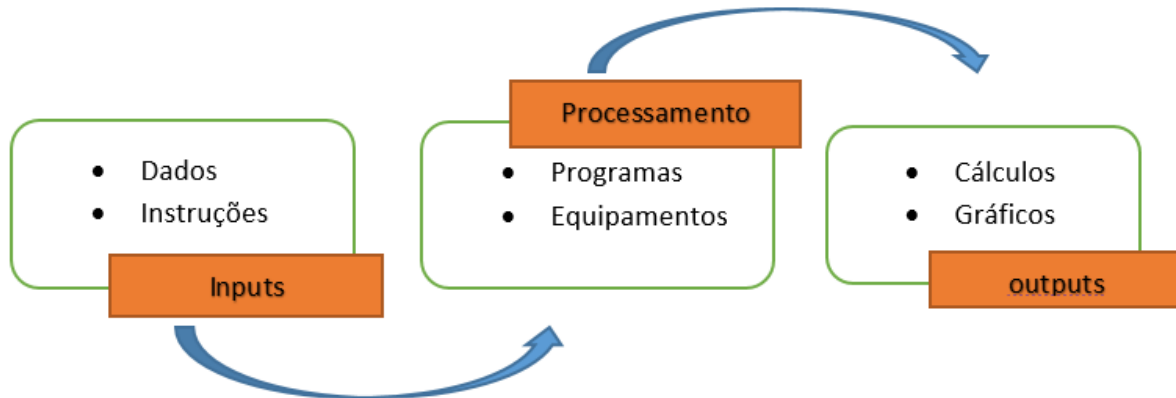 • Dados
• Instruções
Inputs
Processamento
• Programas
• Equipamentos
• Cálculos
• Gráficos
outputs